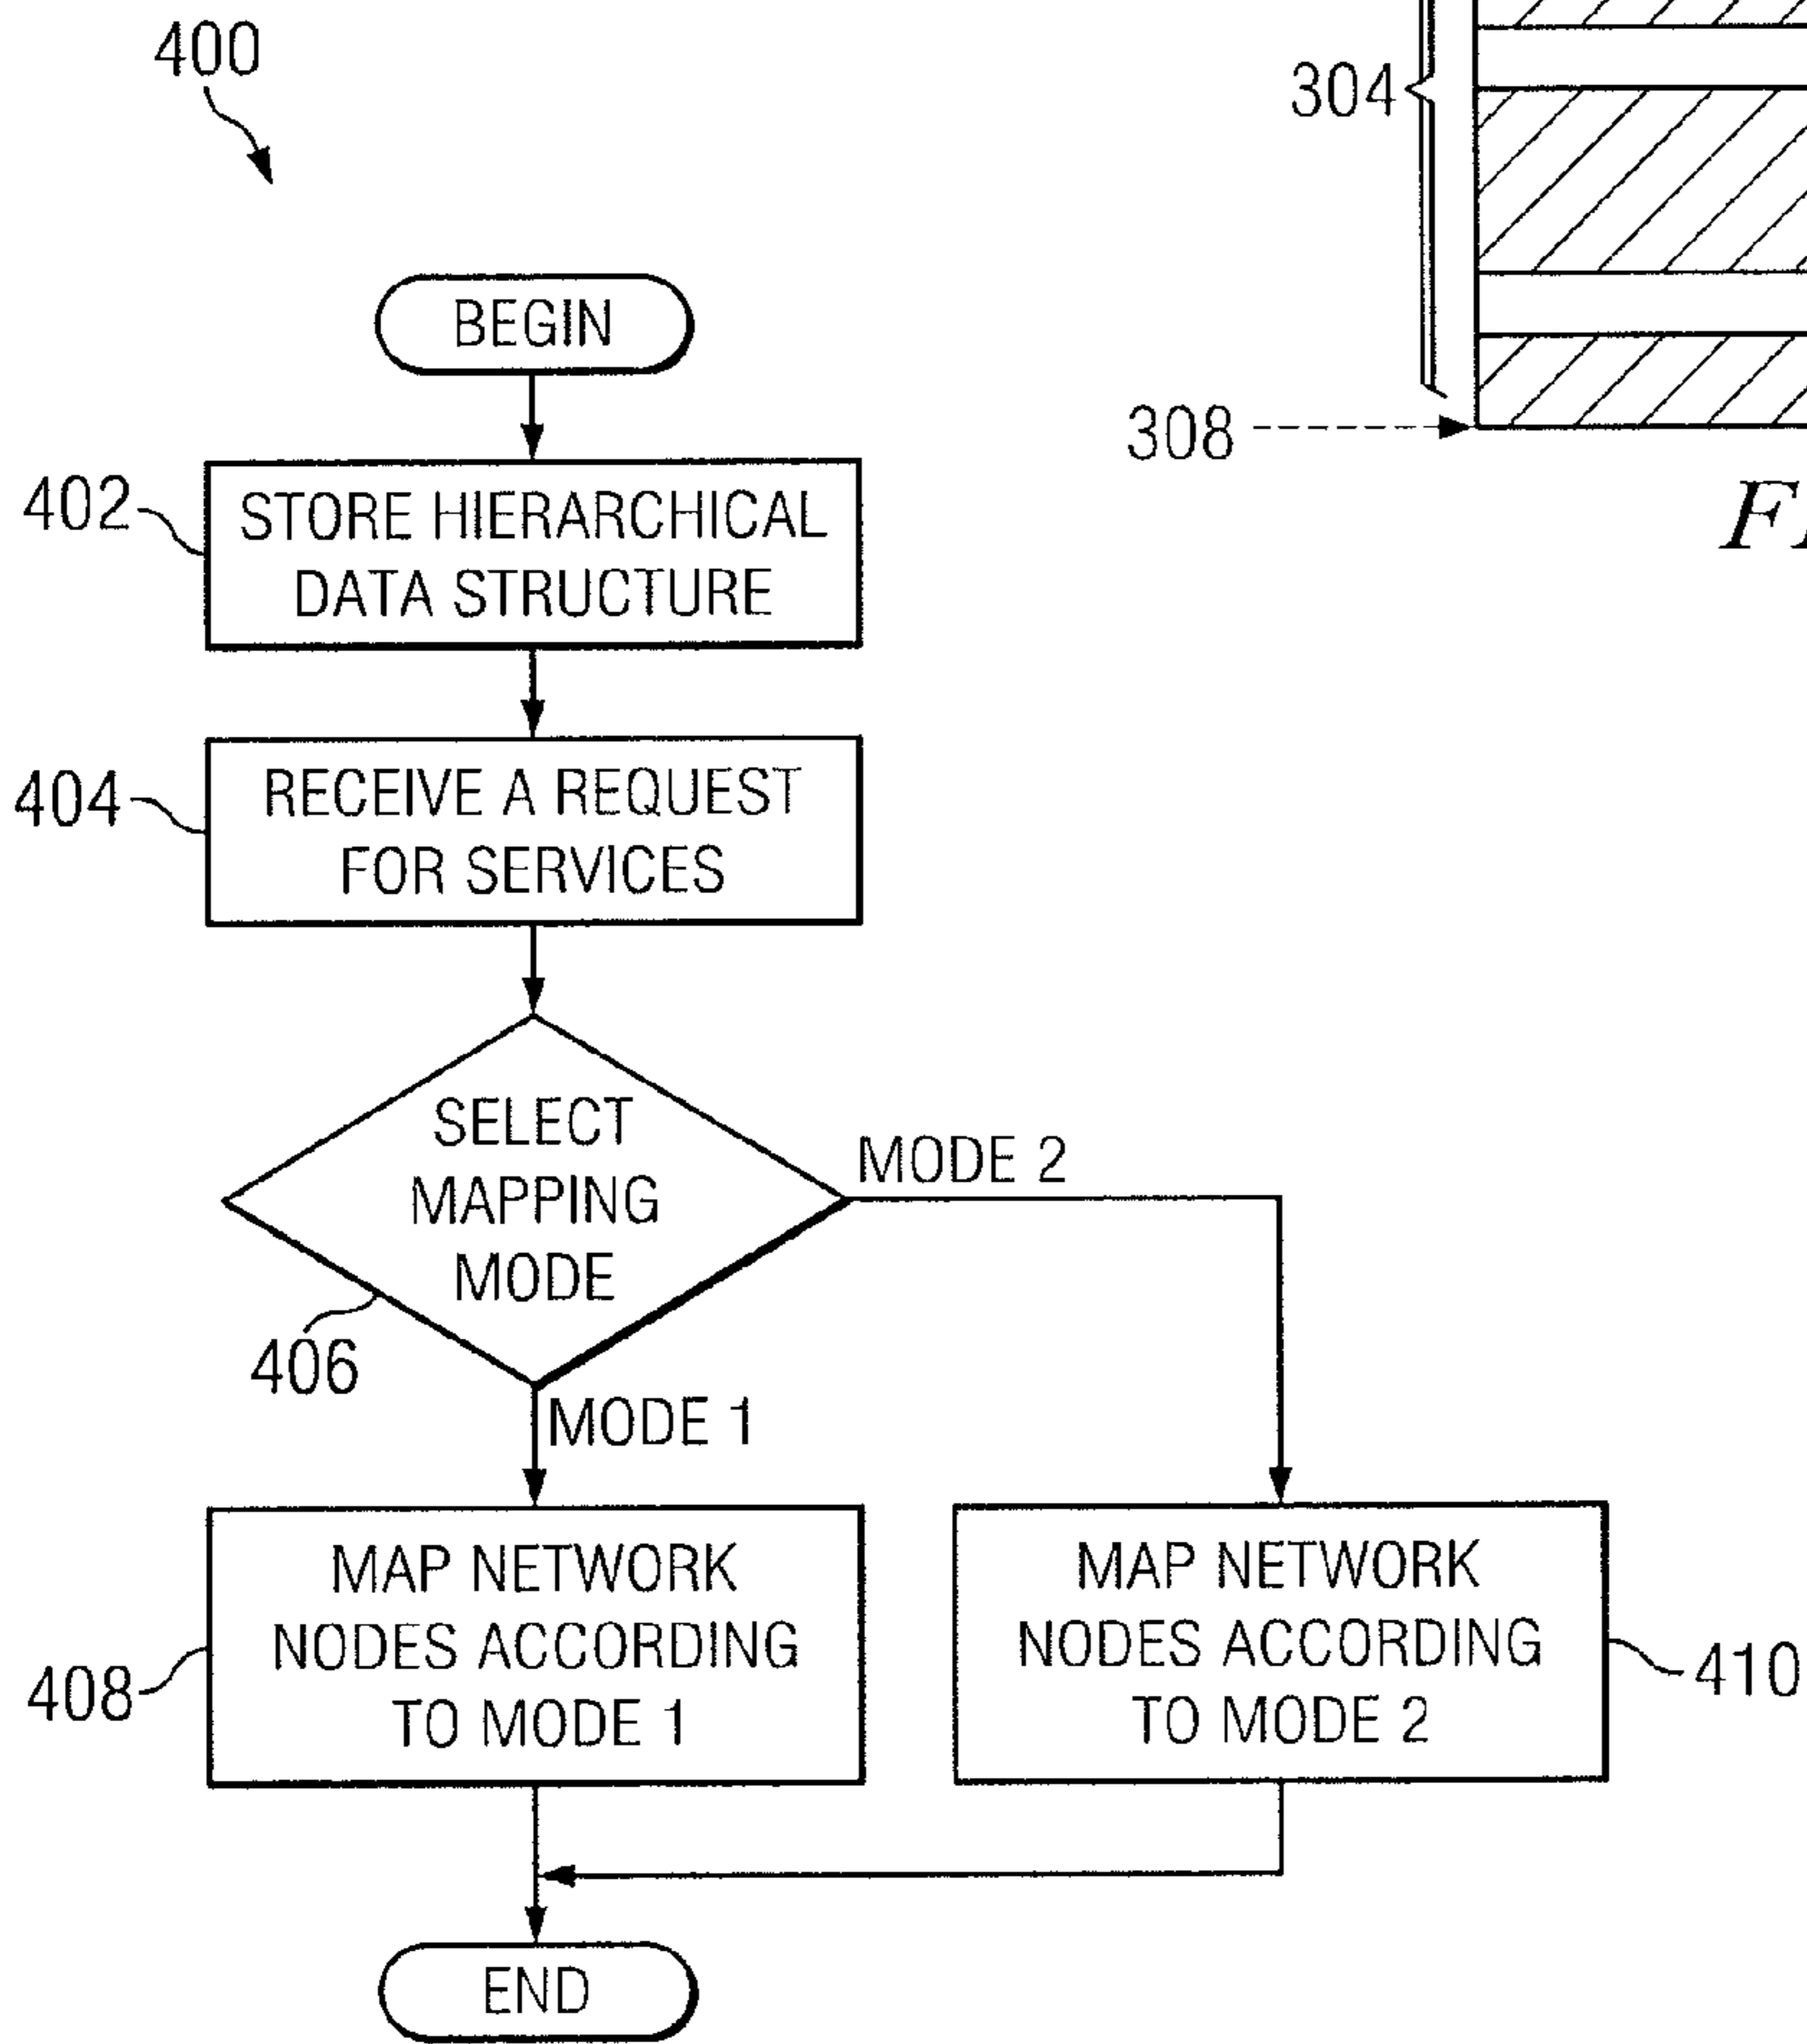 400
304
BEGIN
308
402
STORE HIERARCHICAL
DATA STRUCTURE
404
RECEIVE A REQUEST
FOR SERVICES
SELECT
MAPPING
MODE
MODE 2
406
MODE 1
MAP NETWORK
NODES ACCORDING
TO MODE 1
408
MAP NETWORK
NODES ACCORDING
TO MODE 2
410
END